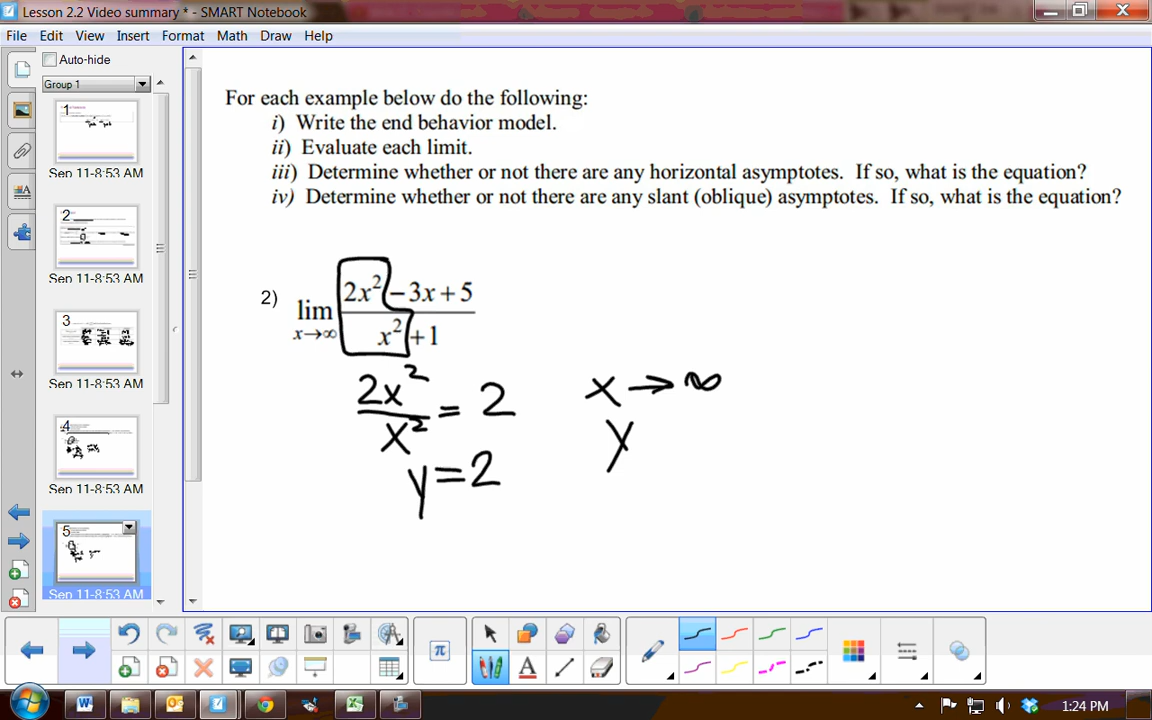 Lesson 2.2 Video summary * - SMART Notebook
File Edit View Insert Format Math Draw Help
Auto-hide
Group 1
1
Sep 11-8:53 AM
2
Sep 11-8:53 AM
3
Sep 11-8:53 AM
4
Sep 11-8:53 AM
5
Sep 11-8:53 AM
For each example below do the following:
i) Write the end behavior model.
ii) Evaluate each limit.
iii) Determine whether or not there are any horizontal asymptotes. If so, what is the equation?
iv) Determine whether or not there are any slant (oblique) asymptotes. If so, what is the equation?
2) lim x→∞ (2x² − 3x + 5)/(x² + 1)
2x²/x² = 2
y = 2
x → ∞
y
π
A
1:24 PM